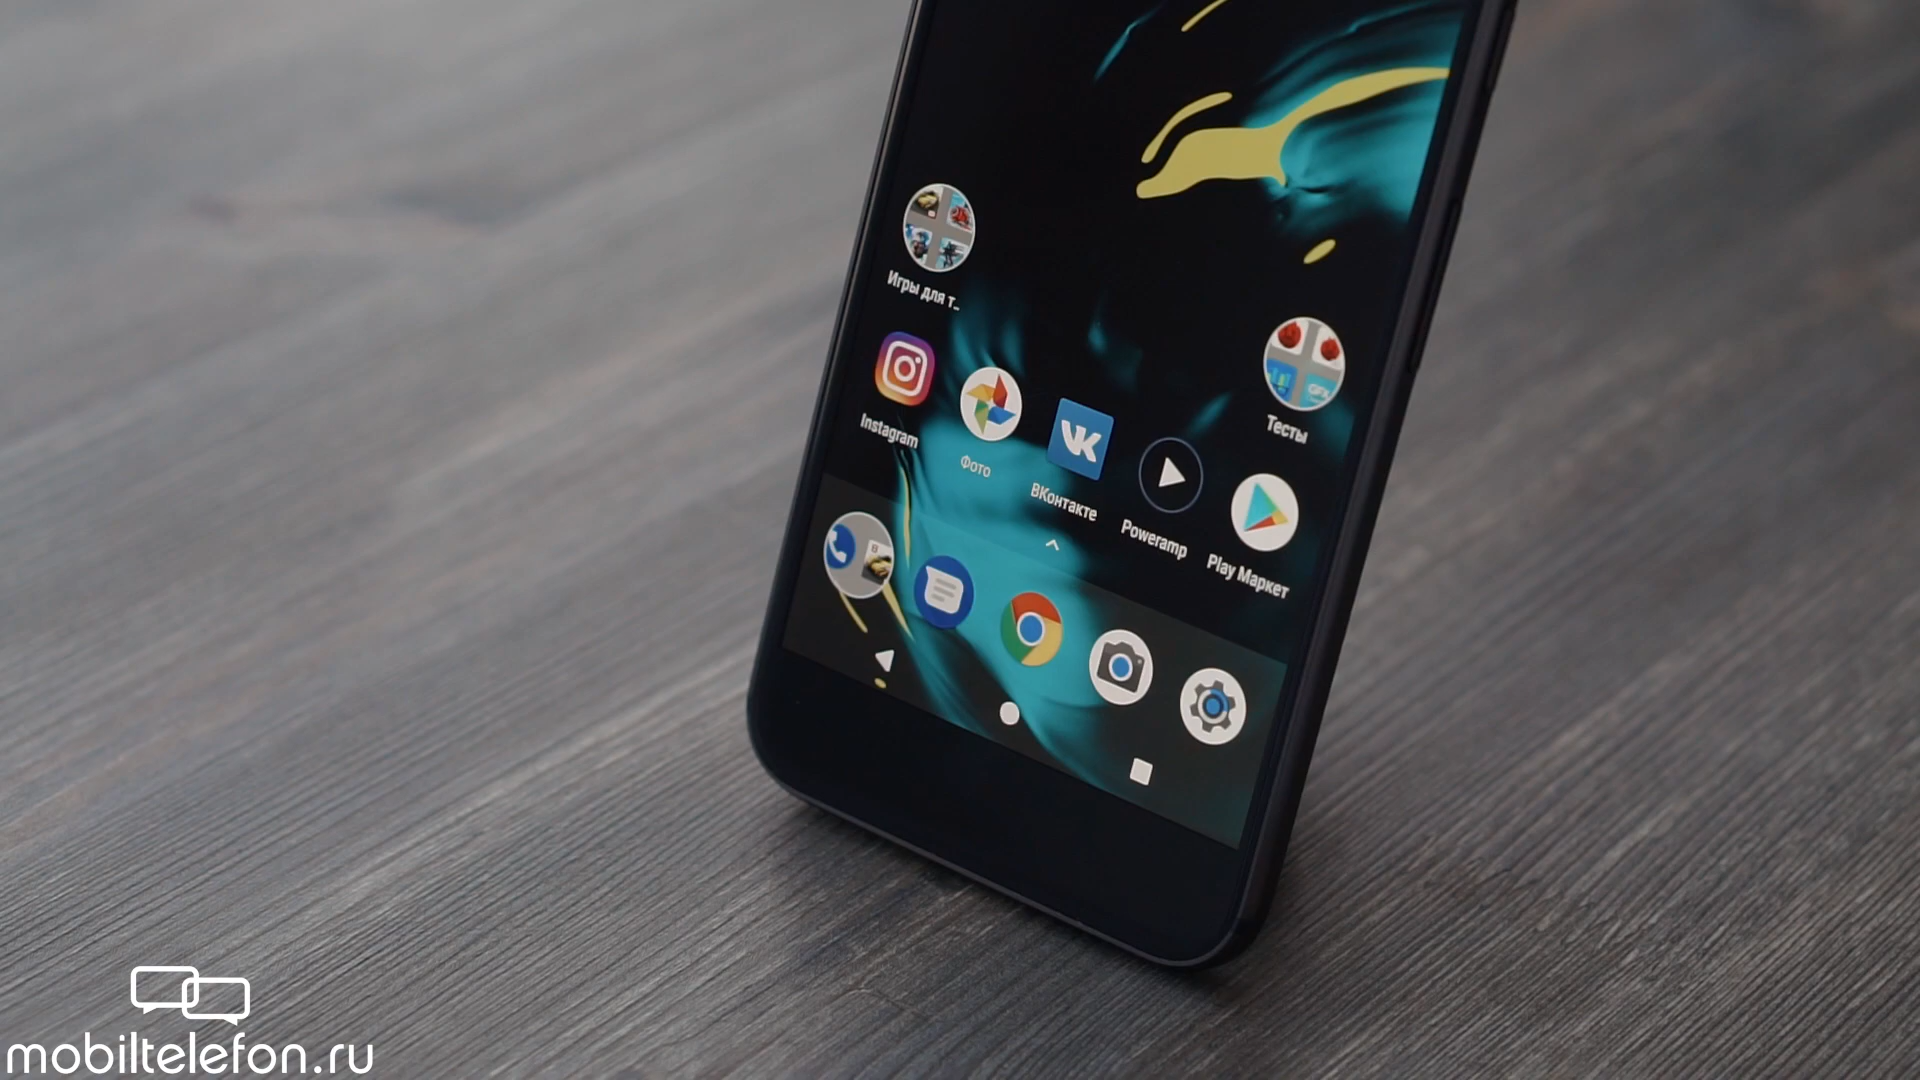 Игры для т...
Тесты
Instagram
Фото
ВКонтакте
Poweramp
Play Маркет
mobiltelefon.ru